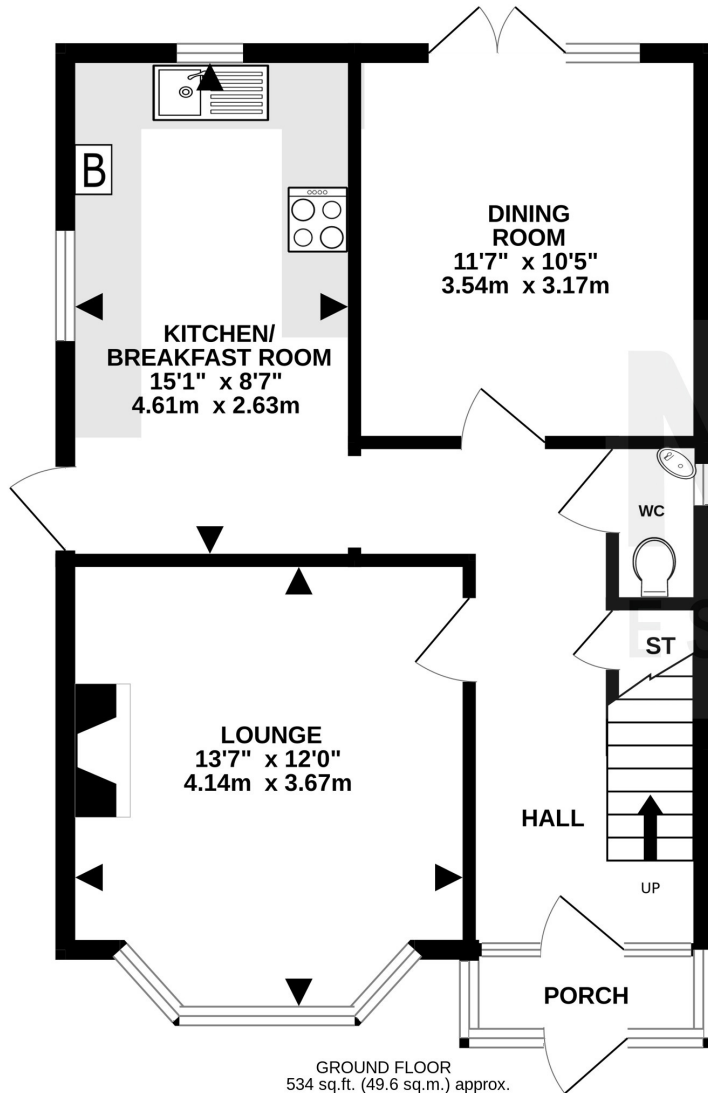 B
DINING
ROOM
11'7" x 10'5"
3.54m x 3.17m
KITCHEN/
BREAKFAST ROOM
15'1" x 8'7"
4.61m x 2.63m
WC
ST
LOUNGE
13'7" x 12'0"
4.14m x 3.67m
HALL
UP
PORCH
GROUND FLOOR
534 sq.ft. (49.6 sq.m.) approx.